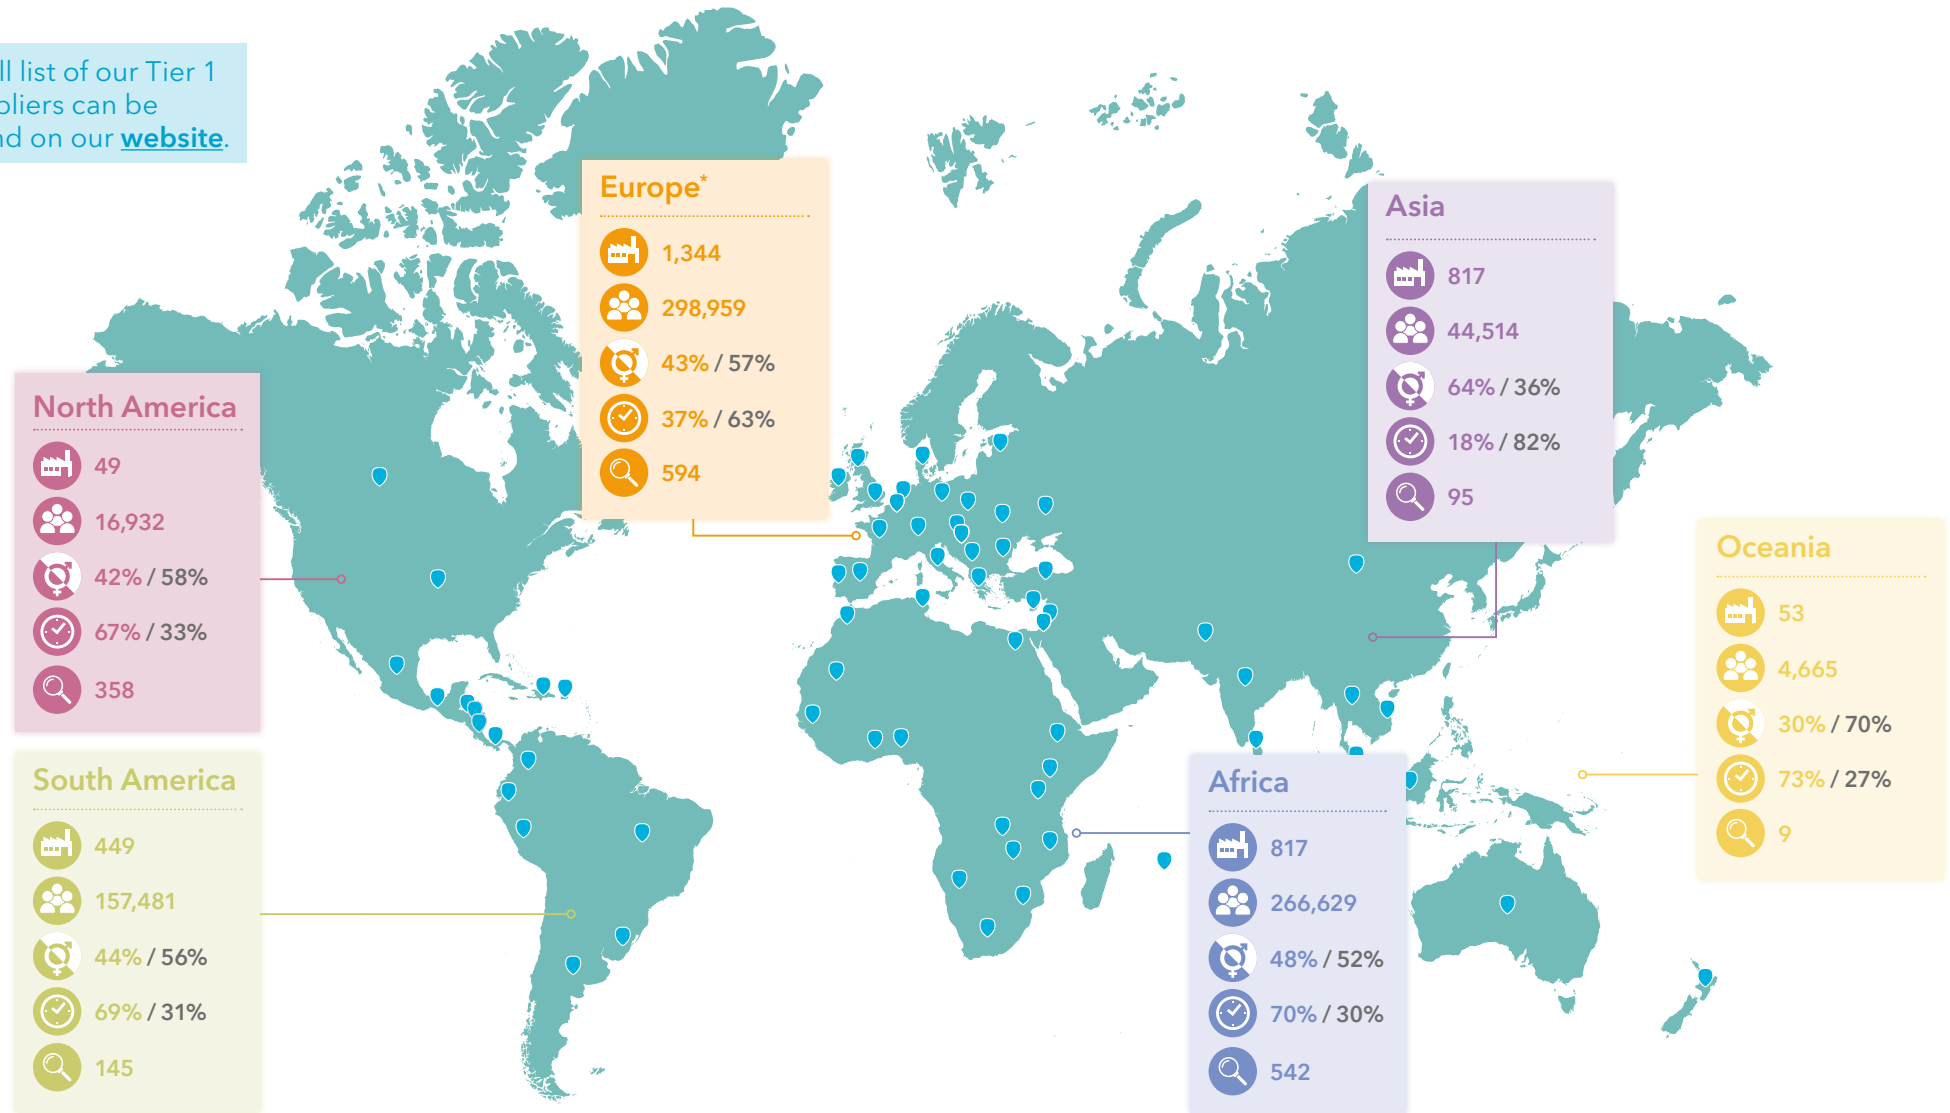 ll list of our Tier 1
pliers can be
nd on our website.
Europe*
1,344
298,959
43% / 57%
37% / 63%
594
Asia
817
44,514
64% / 36%
18% / 82%
95
North America
49
16,932
42% / 58%
67% / 33%
358
Oceania
53
4,665
30% / 70%
73% / 27%
9
South America
449
157,481
44% / 56%
69% / 31%
145
Africa
817
266,629
48% / 52%
70% / 30%
542